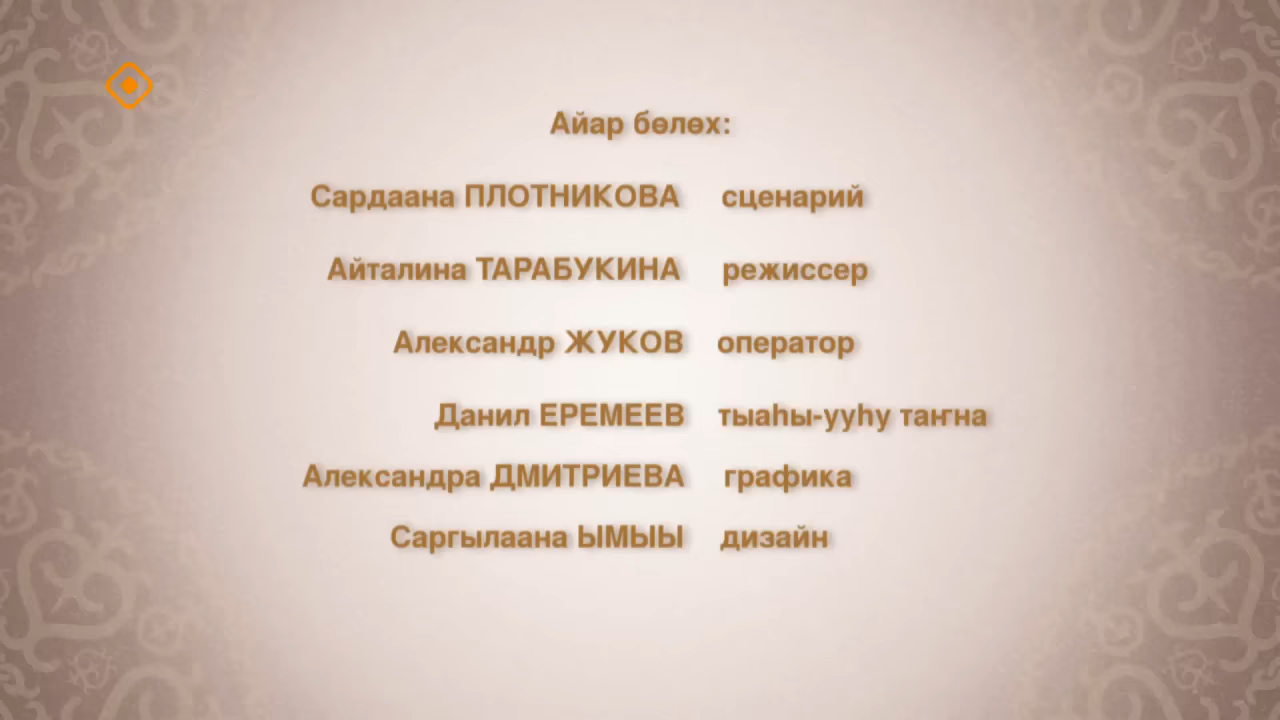 Айар бөлөх:
Сардаана ПЛОТНИКОВА сценарий
Айталина ТАРАБУКИНА режиссер
Александр ЖУКОВ оператор
Данил ЕРЕМЕЕВ тыаһы-ууһу таҥна
Александра ДМИТРИЕВА графика
Саргылаана ЫМЫЫ дизайн